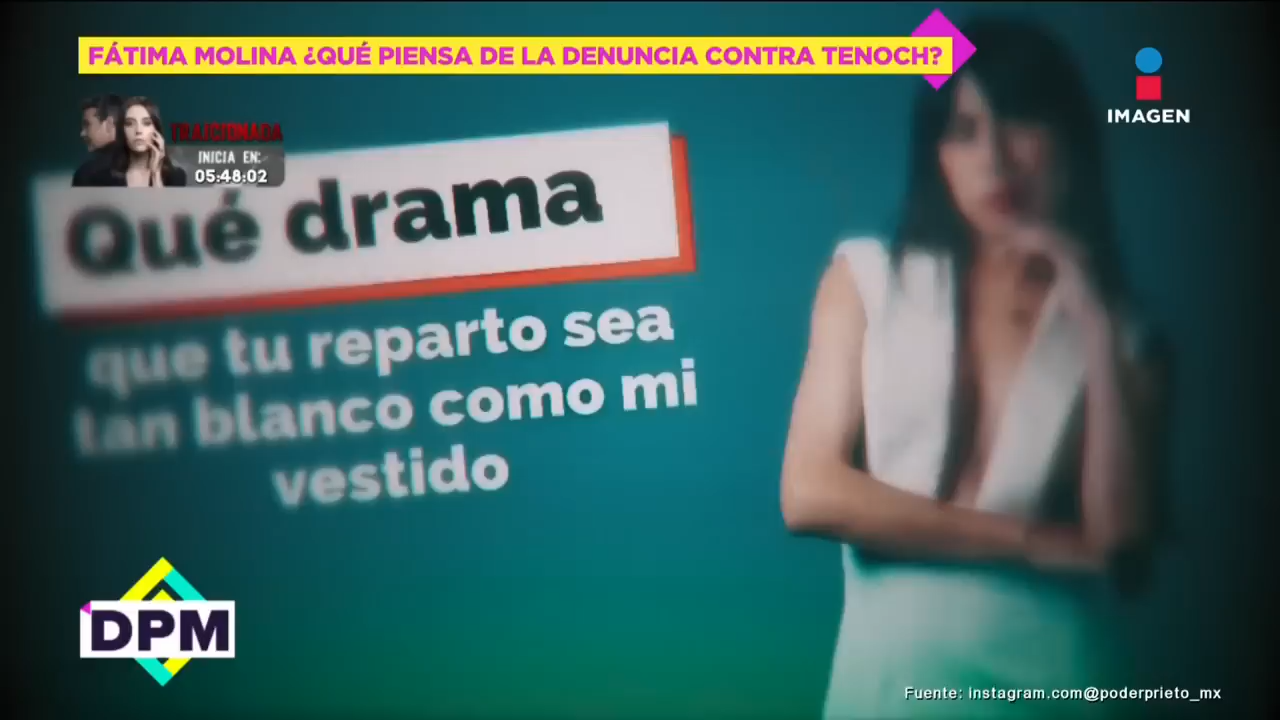 FÁTIMA MOLINA ¿QUÉ PIENSA DE LA DENUNCIA CONTRA TENOCH?
IMAGEN
TRAICIONADA
INICIA EN:
05:48:02
Qué drama
que tu reparto sea
tan blanco como mi
vestido
DPM
Fuente: instagram.com@poderprieto_mx